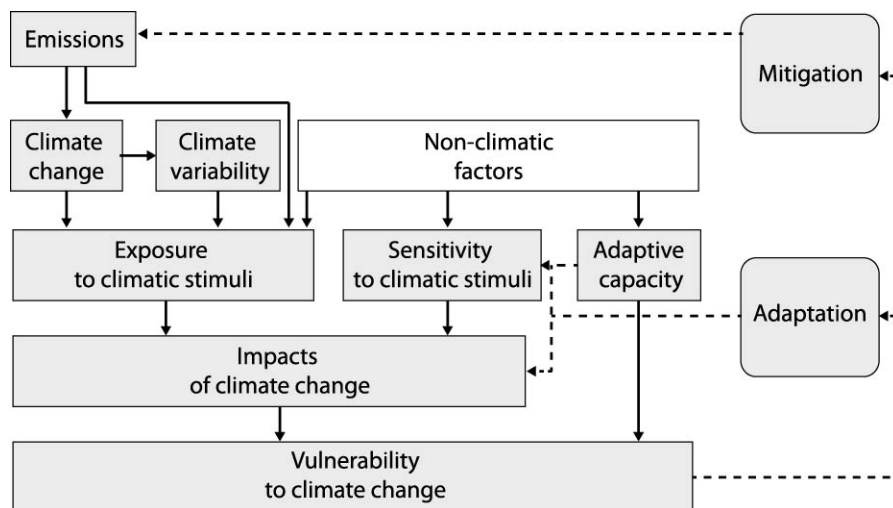 Emissions
Mitigation
Climate
change
Climate
variability
Non-climatic
factors
Exposure
to climatic stimuli
Sensitivity
to climatic stimuli
Adaptive
capacity
Adaptation
Impacts
of climate change
Vulnerability
to climate change